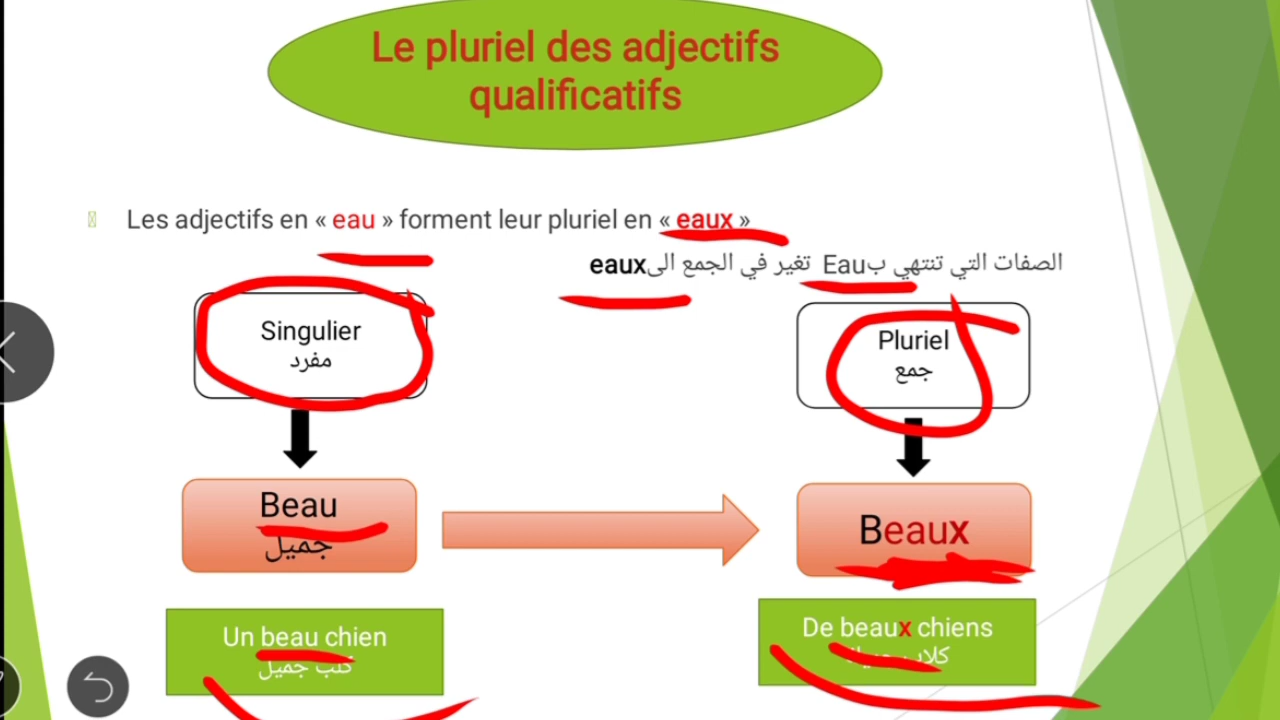 Le pluriel des adjectifs
qualificatifs
Les adjectifs en « eau » forment leur pluriel en « eaux »
الصفات التي تنتهي بEau تغير في الجمع الىeaux
Singulier
مفرد
Pluriel
جمع
Beau
جميل
Beaux
Un beau chien
كلب جميل
De beaux chiens
كلاب